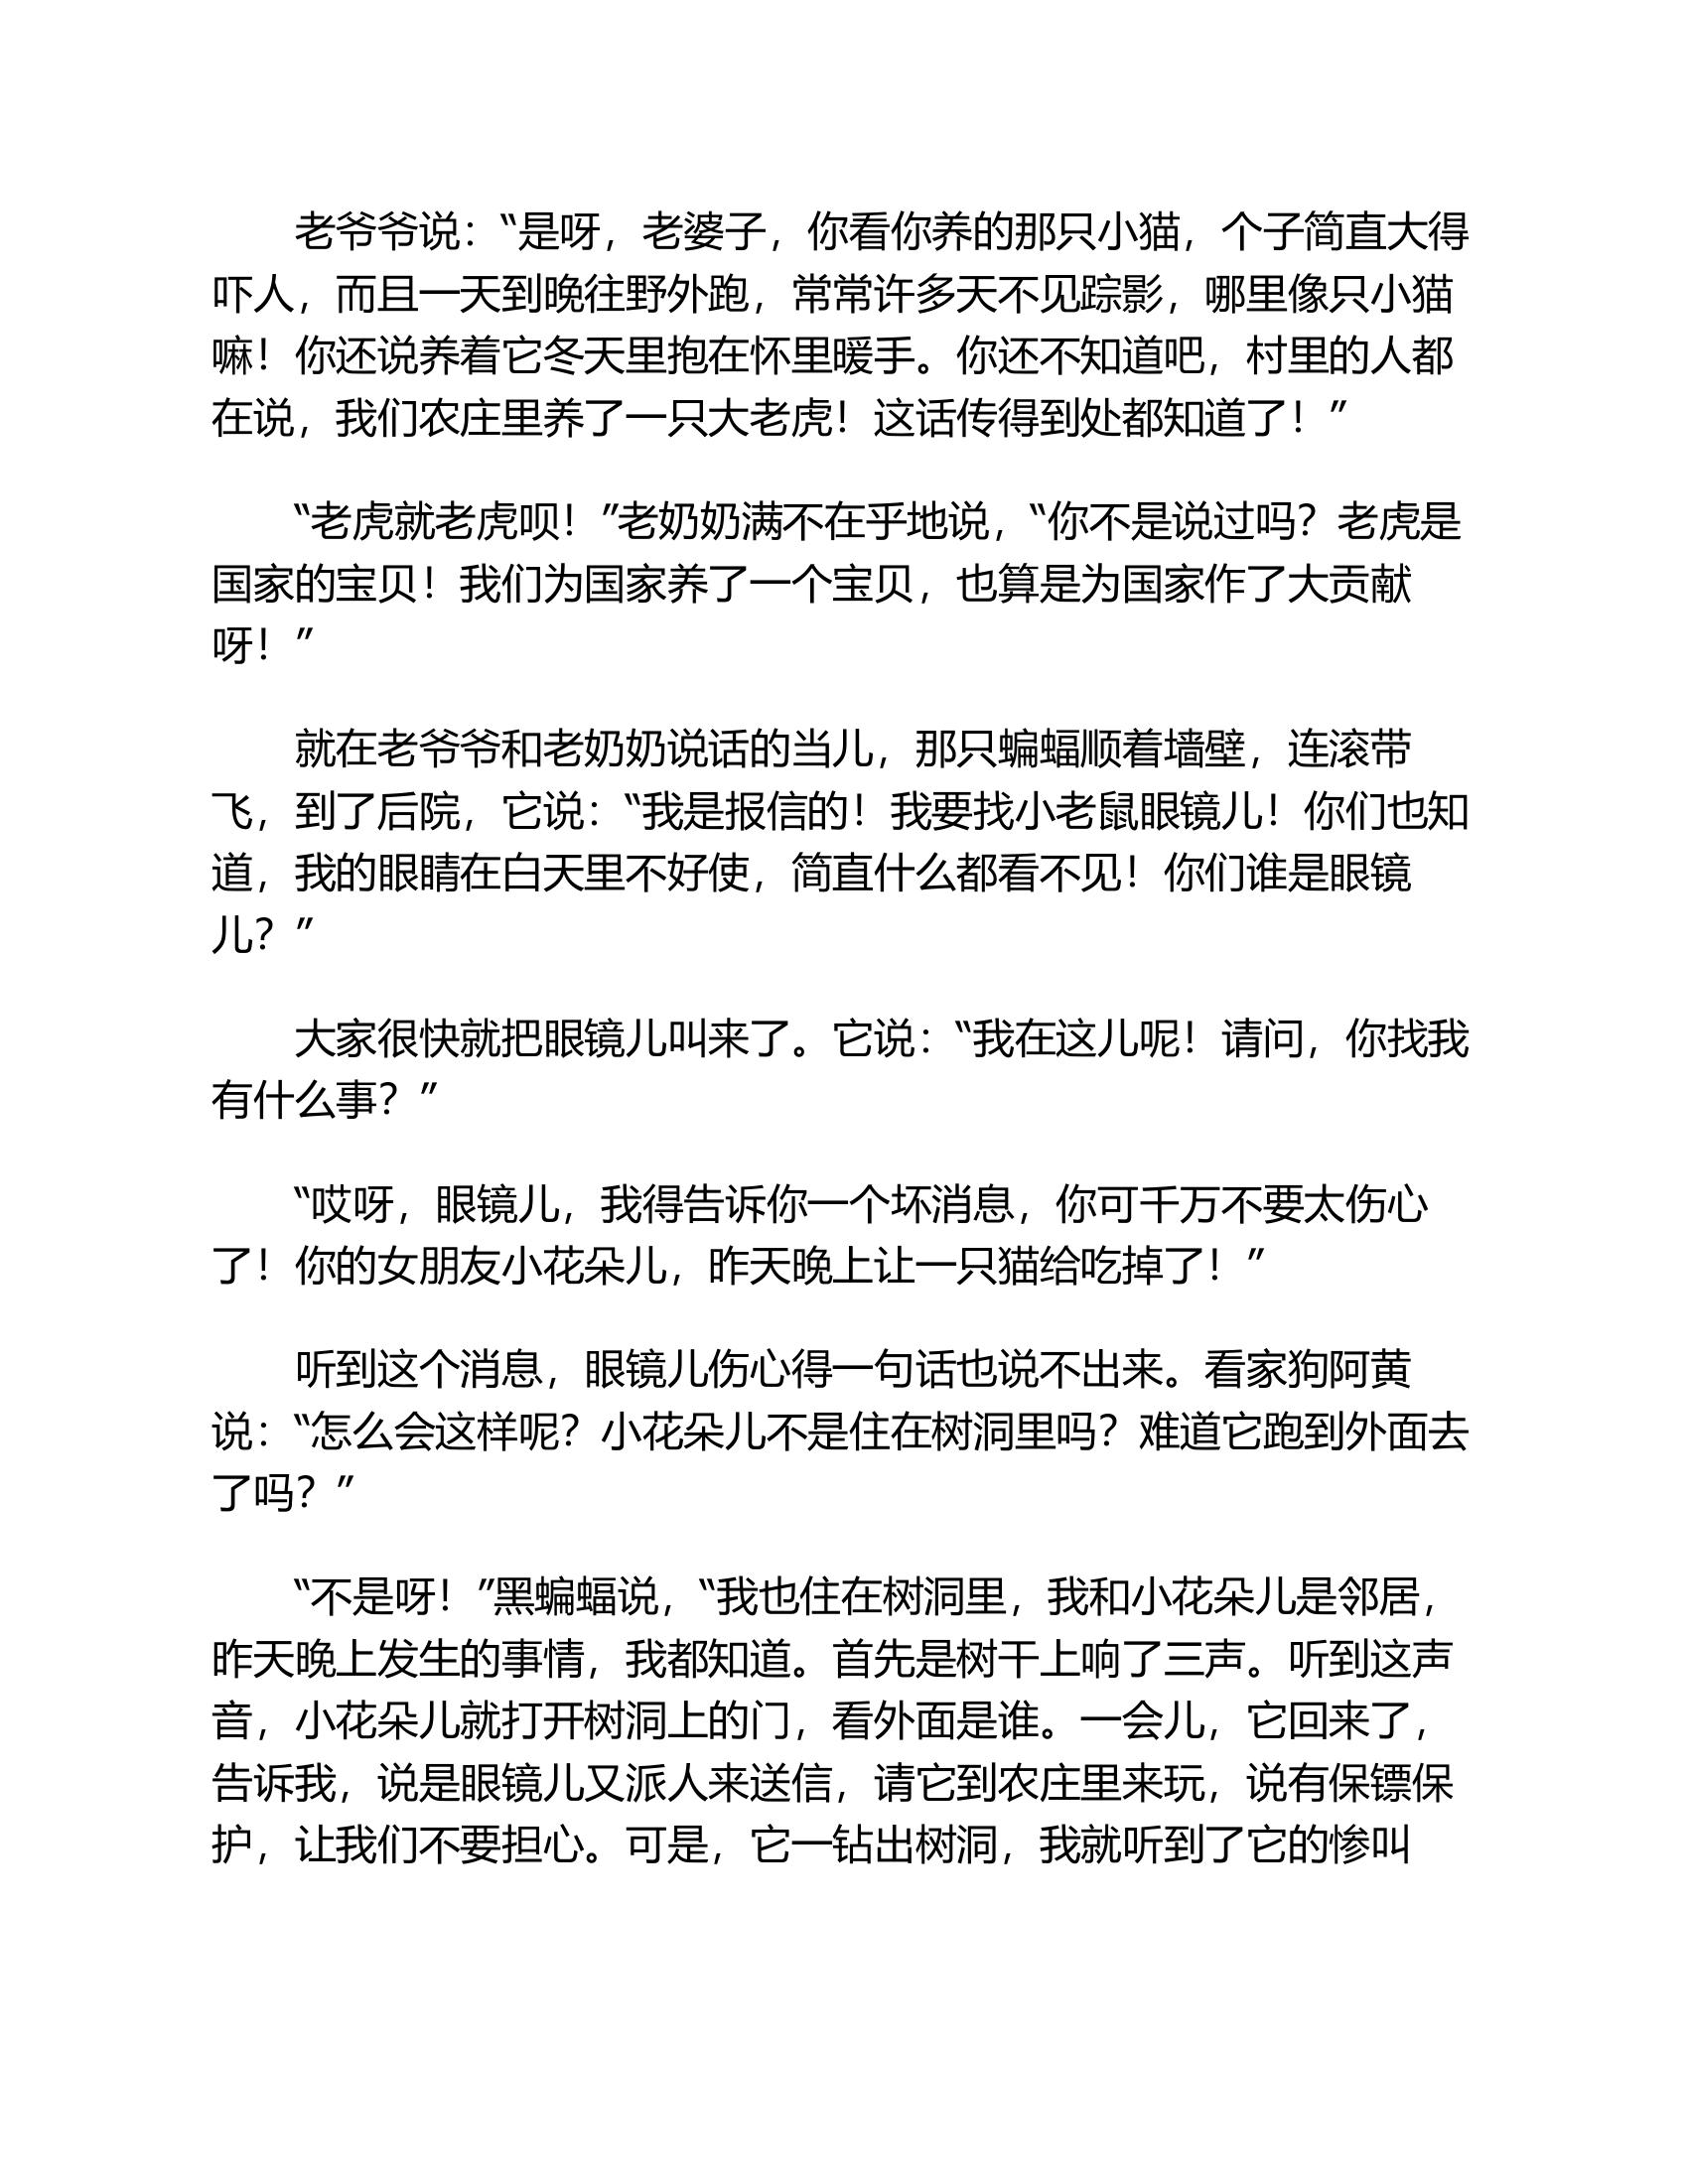 老爷爷说：“是呀，老婆子，你看你养的那只小猫，个子简直大得
吓人，而且一天到晚往野外跑，常常许多天不见踪影，哪里像只小猫
嘛！你还说养着它冬天里抱在怀里暖手。你还不知道吧，村里的人都
在说，我们农庄里养了一只大老虎！这话传得到处都知道了！”
“老虎就老虎呗！”老奶奶满不在乎地说，“你不是说过吗？老虎是
国家的宝贝！我们为国家养了一个宝贝，也算是为国家作了大贡献
呀！”
就在老爷爷和老奶奶说话的当儿，那只蝙蝠顺着墙壁，连滚带
飞，到了后院，它说：“我是报信的！我要找小老鼠眼镜儿！你们也知
道，我的眼睛在白天里不好使，简直什么都看不见！你们谁是眼镜
儿？”
大家很快就把眼镜儿叫来了。它说：“我在这儿呢！请问，你找我
有什么事？”
“哎呀，眼镜儿，我得告诉你一个坏消息，你可千万不要太伤心
了！你的女朋友小花朵儿，昨天晚上让一只猫给吃掉了！”
听到这个消息，眼镜儿伤心得一句话也说不出来。看家狗阿黄
说：“怎么会这样呢？小花朵儿不是住在树洞里吗？难道它跑到外面去
了吗？”
“不是呀！”黑蝙蝠说，“我也住在树洞里，我和小花朵儿是邻居，
昨天晚上发生的事情，我都知道。首先是树干上响了三声。听到这声
音，小花朵儿就打开树洞上的门，看外面是谁。一会儿，它回来了，
告诉我，说是眼镜儿又派人来送信，请它到农庄里来玩，说有保镖保
护，让我们不要担心。可是，它一钻出树洞，我就听到了它的惨叫